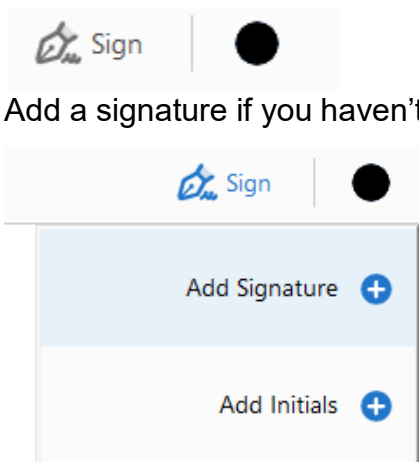 Sign
Add a signature if you haven’t
Sign
Add Signature
Add Initials